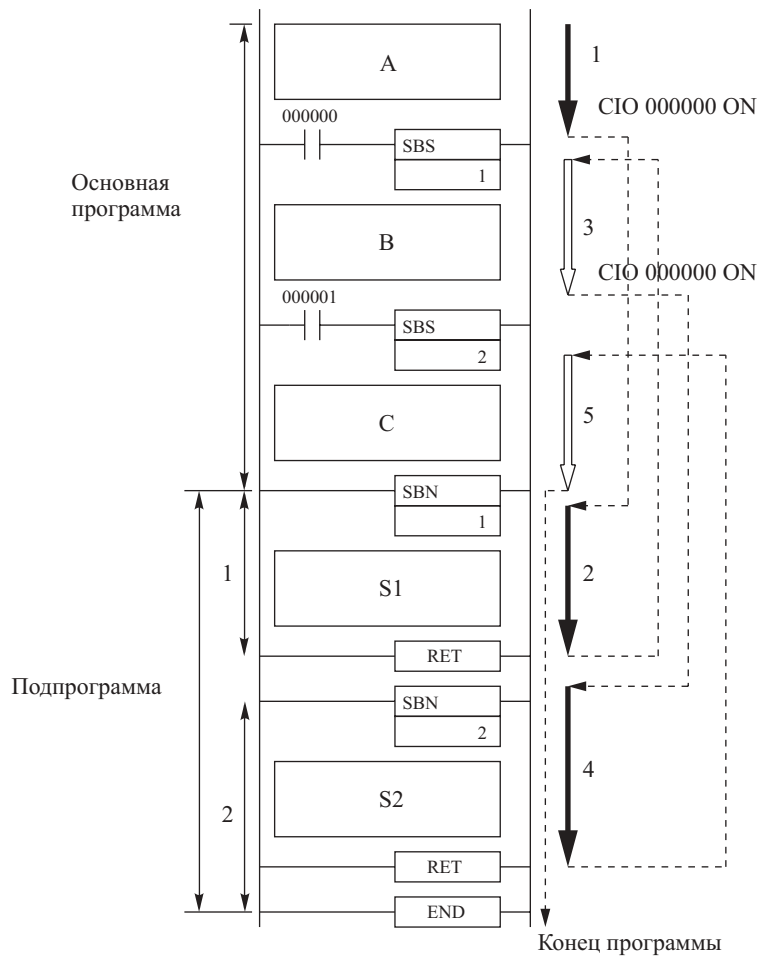 A
1
CIO 000000 ON
000000
SBS
1
Основная
программа
B
3
CIO 000000 ON
000001
SBS
2
C
5
SBN
1
1
S1
2
RET
Подпрограмма
SBN
2
2
S2
4
RET
END
Конец программы